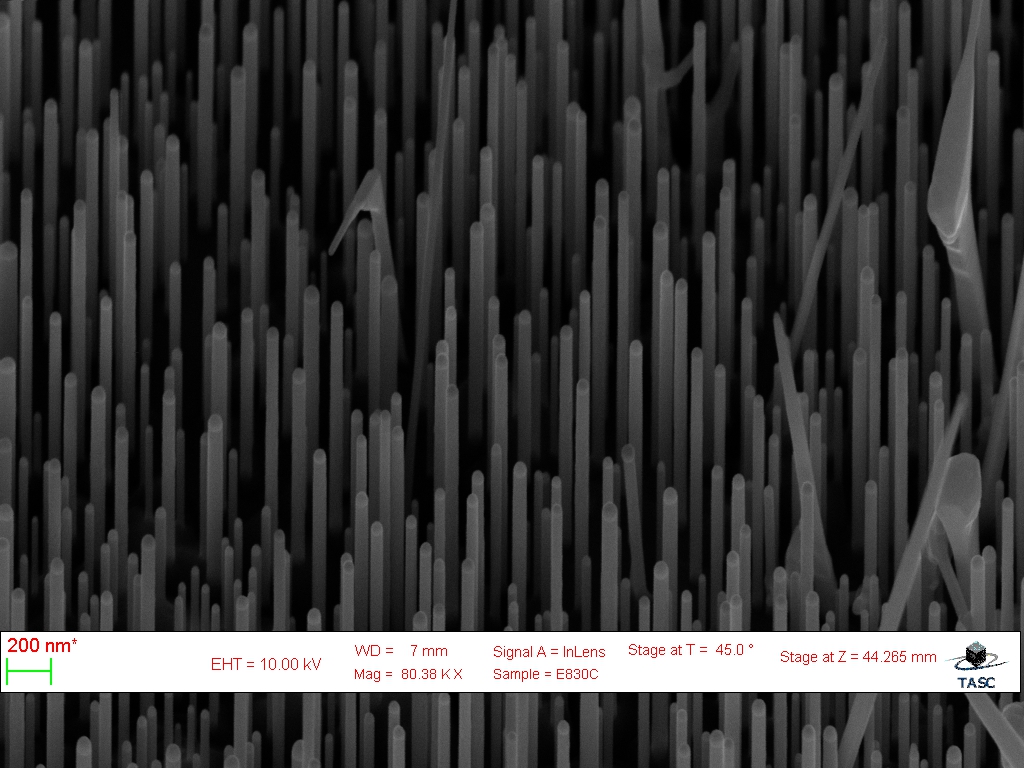 200 nm*
EHT = 10.00 kV
WD = 7 mm
Mag = 80.38 K X
Signal A = InLens
Sample = E830C
Stage at T = 45.0 °
Stage at Z = 44.265 mm
TASC